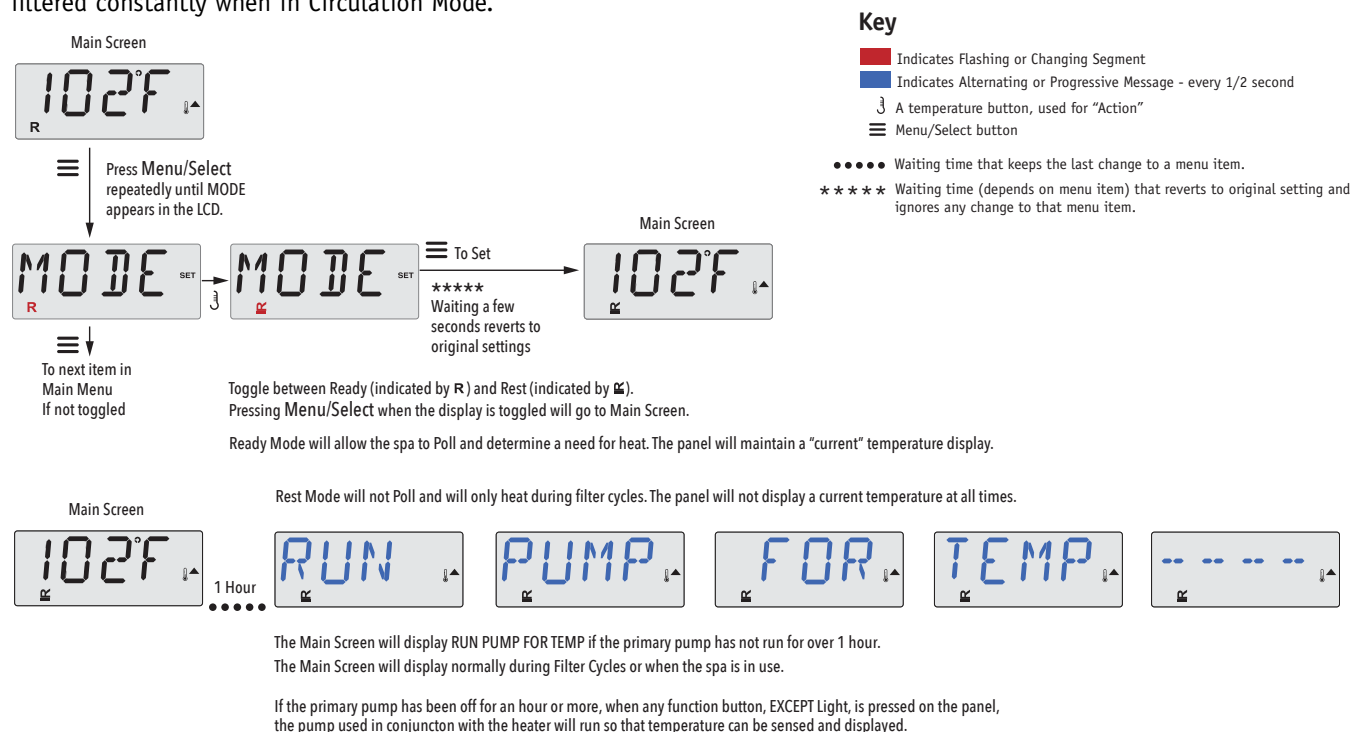 filtered constantly when in Circulation Mode.
Key
Indicates Flashing or Changing Segment
Indicates Alternating or Progressive Message - every 1/2 second
A temperature button, used for “Action”
Menu/Select button
Waiting time that keeps the last change to a menu item.
***** Waiting time (depends on menu item) that reverts to original setting and
ignores any change to that menu item.
Main Screen
102°F
R
Press Menu/Select
repeatedly until MODE
appears in the LCD.
MODE SET
R
MODE SET
R
To Set
*****
Waiting a few
seconds reverts to
original settings
Main Screen
102°F
R
To next item in
Main Menu
If not toggled
Toggle between Ready (indicated by R ) and Rest (indicated by R ).
Pressing Menu/Select when the display is toggled will go to Main Screen.
Ready Mode will allow the spa to Poll and determine a need for heat. The panel will maintain a "current" temperature display.
Rest Mode will not Poll and will only heat during filter cycles. The panel will not display a current temperature at all times.
Main Screen
102°F
R
1 Hour
RUN
R
PUMP
R
FOR
R
TEMP
R
-- -- -- --
R
The Main Screen will display RUN PUMP FOR TEMP if the primary pump has not run for over 1 hour.
The Main Screen will display normally during Filter Cycles or when the spa is in use.
If the primary pump has been off for an hour or more, when any function button, EXCEPT Light, is pressed on the panel,
the pump used in conjuncton with the heater will run so that temperature can be sensed and displayed.